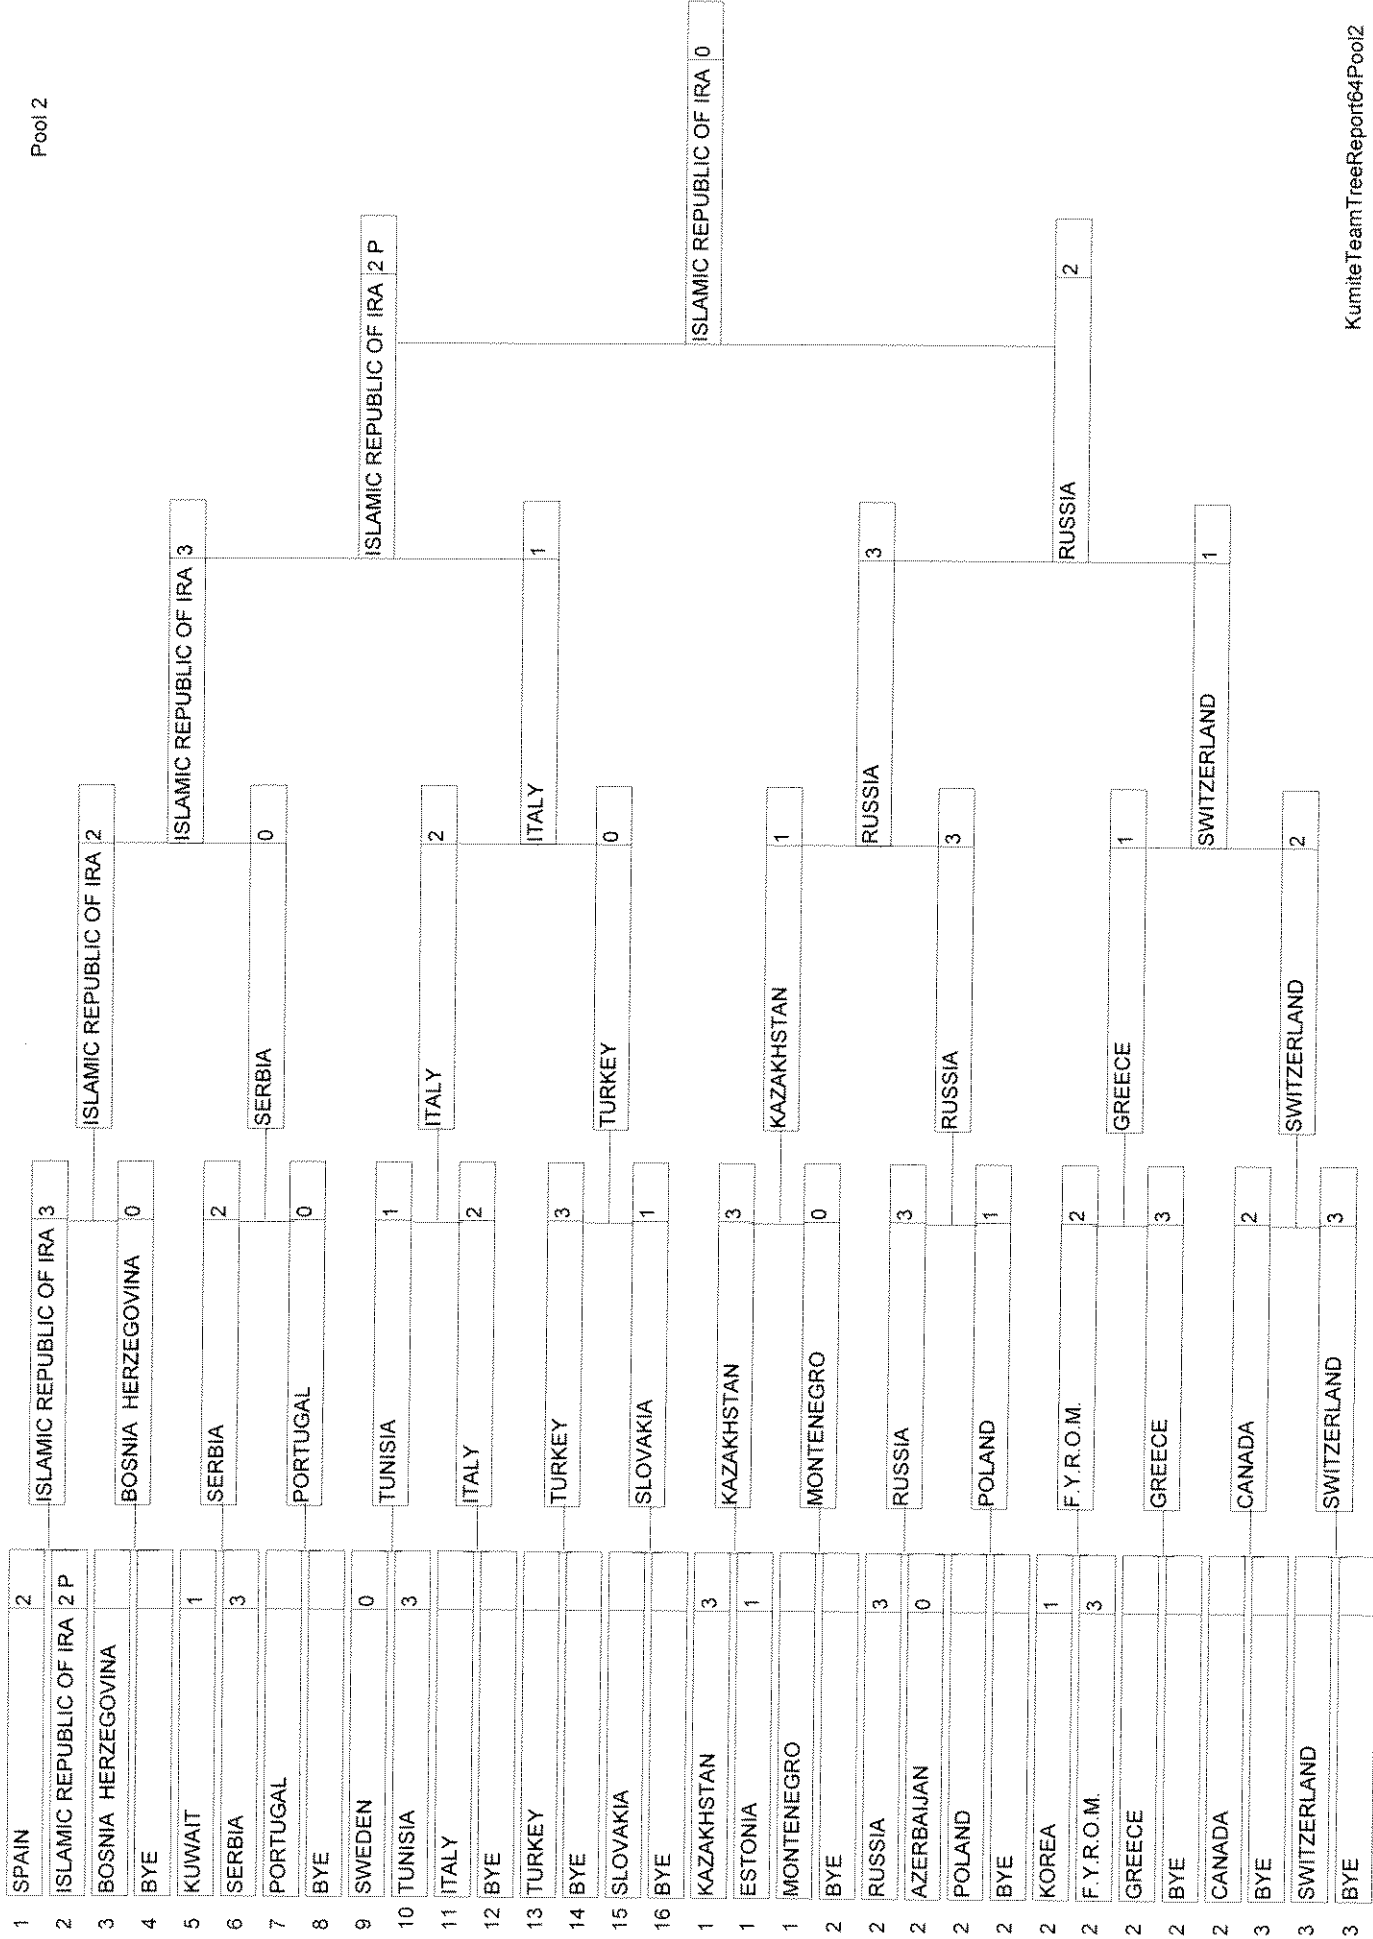 Pool 2
1 SPAIN 2
2 ISLAMIC REPUBLIC OF IRA 2 P
3 BOSNIA HERZEGOVINA
4 BYE
5 KUWAIT 1
6 SERBIA 3
7 PORTUGAL
8 BYE
9 SWEDEN 0
10 TUNISIA 3
11 ITALY
12 BYE
13 TURKEY
14 BYE
15 SLOVAKIA
16 BYE
1 KAZAKHSTAN 3
1 ESTONIA 1
1 MONTENEGRO
2 BYE
2 RUSSIA 3
2 AZERBAIJAN 0
2 POLAND
2 BYE
2 KOREA 1
2 F.Y.R.O.M. 3
2 GREECE
2 BYE
2 CANADA
3 BYE
3 SWITZERLAND
3 BYE
ISLAMIC REPUBLIC OF IRA 3
BOSNIA HERZEGOVINA 0
SERBIA 2
PORTUGAL 0
TUNISIA 1
ITALY 2
TURKEY 3
SLOVAKIA 1
KAZAKHSTAN 3
MONTENEGRO 0
RUSSIA 3
POLAND 1
F.Y.R.O.M. 2
GREECE 3
CANADA 2
SWITZERLAND 3
ISLAMIC REPUBLIC OF IRA 2
SERBIA 0
ITALY 2
TURKEY 0
KAZAKHSTAN 1
RUSSIA 3
GREECE 1
SWITZERLAND 2
ISLAMIC REPUBLIC OF IRA 3
ITALY 1
RUSSIA 3
SWITZERLAND 1
ISLAMIC REPUBLIC OF IRA 2 P
RUSSIA 2
ISLAMIC REPUBLIC OF IRA 0
KumiteTeamTreeReport64Pool2